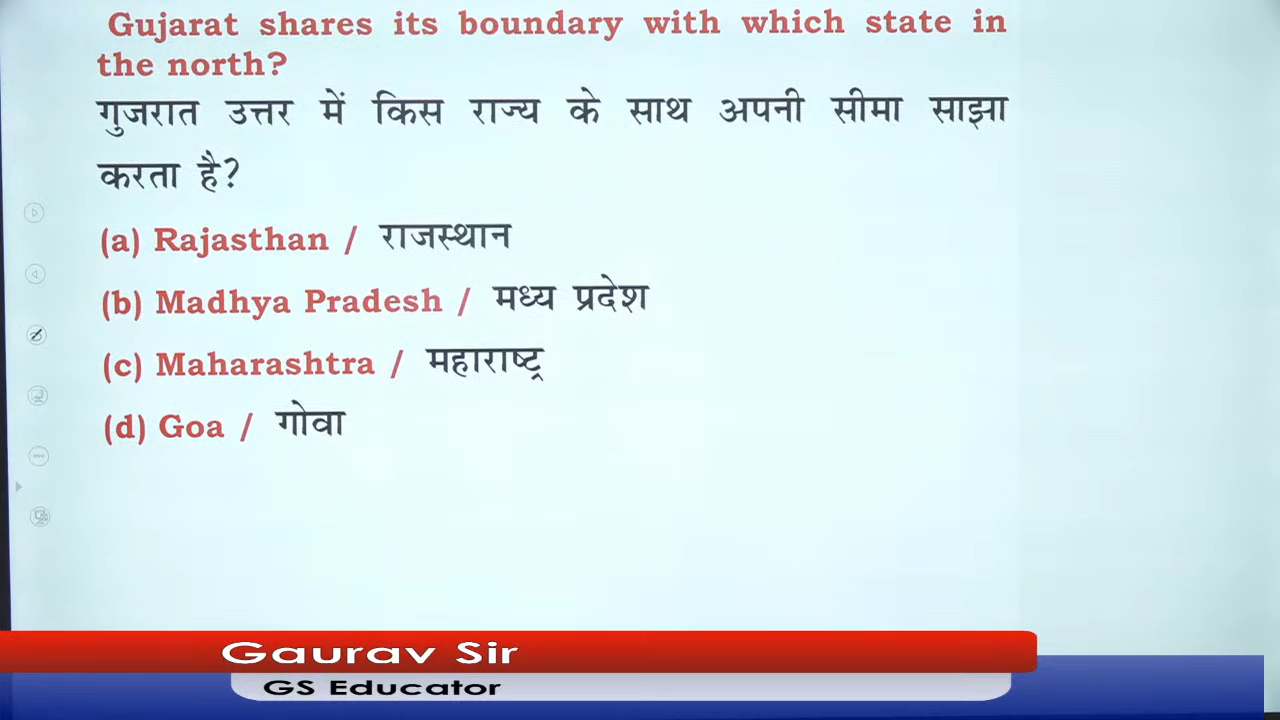 Gujarat shares its boundary with which state in
the north?
गुजरात उत्तर में किस राज्य के साथ अपनी सीमा साझा
करता है?
(a) Rajasthan / राजस्थान
(b) Madhya Pradesh / मध्य प्रदेश
(c) Maharashtra / महाराष्ट्र
(d) Goa / गोवा
Gaurav Sir
GS Educator